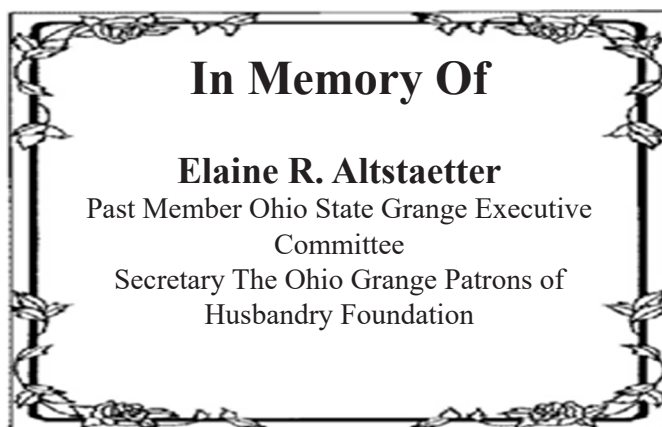 In Memory Of
Elaine R. Altstaetter
Past Member Ohio State Grange Executive
Committee
Secretary The Ohio Grange Patrons of
Husbandry Foundation